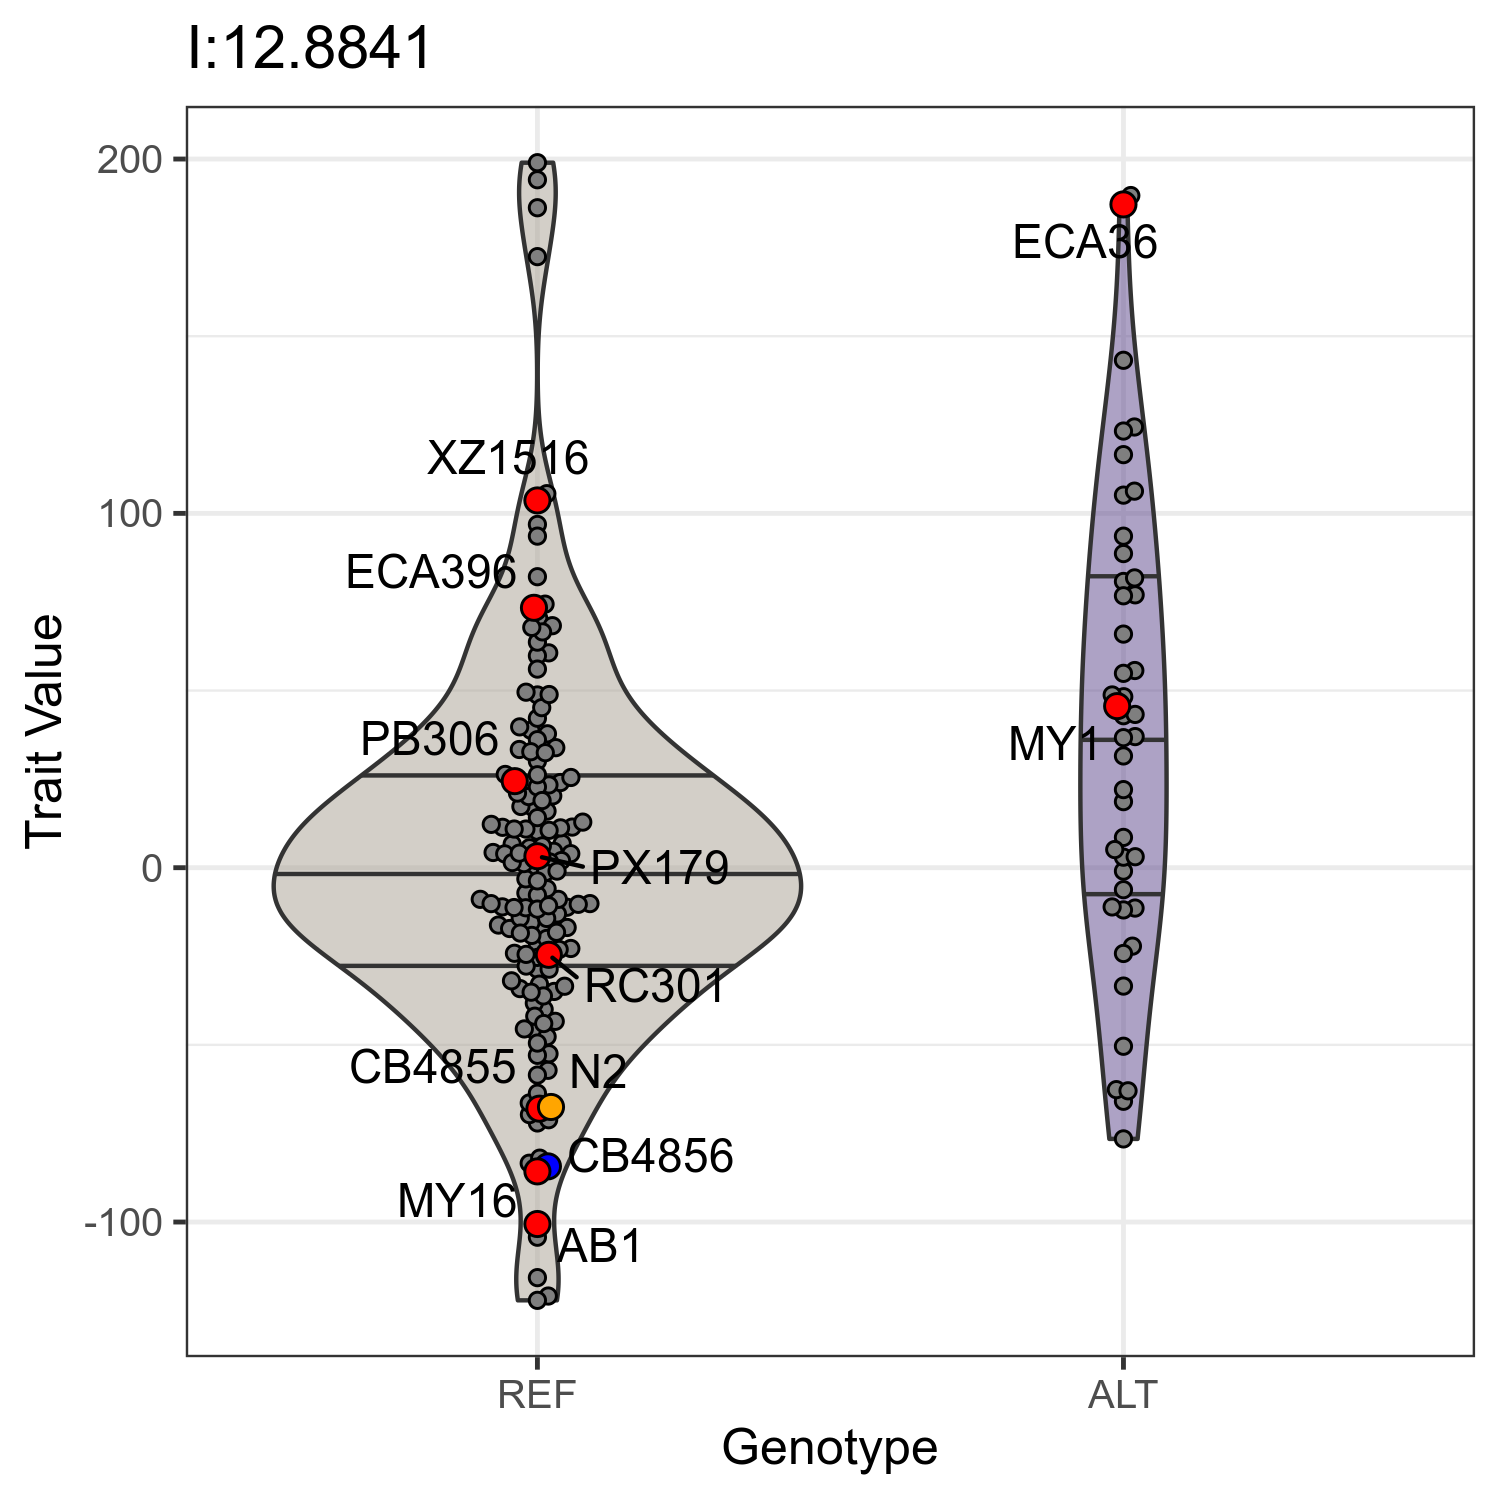 I:12.8841
Trait Value
200
100
0
-100
ECA36
XZ1516
ECA396
PB306
MY1
PX179
RC301
CB4855
N2
CB4856
MY16
AB1
REF
ALT
Genotype